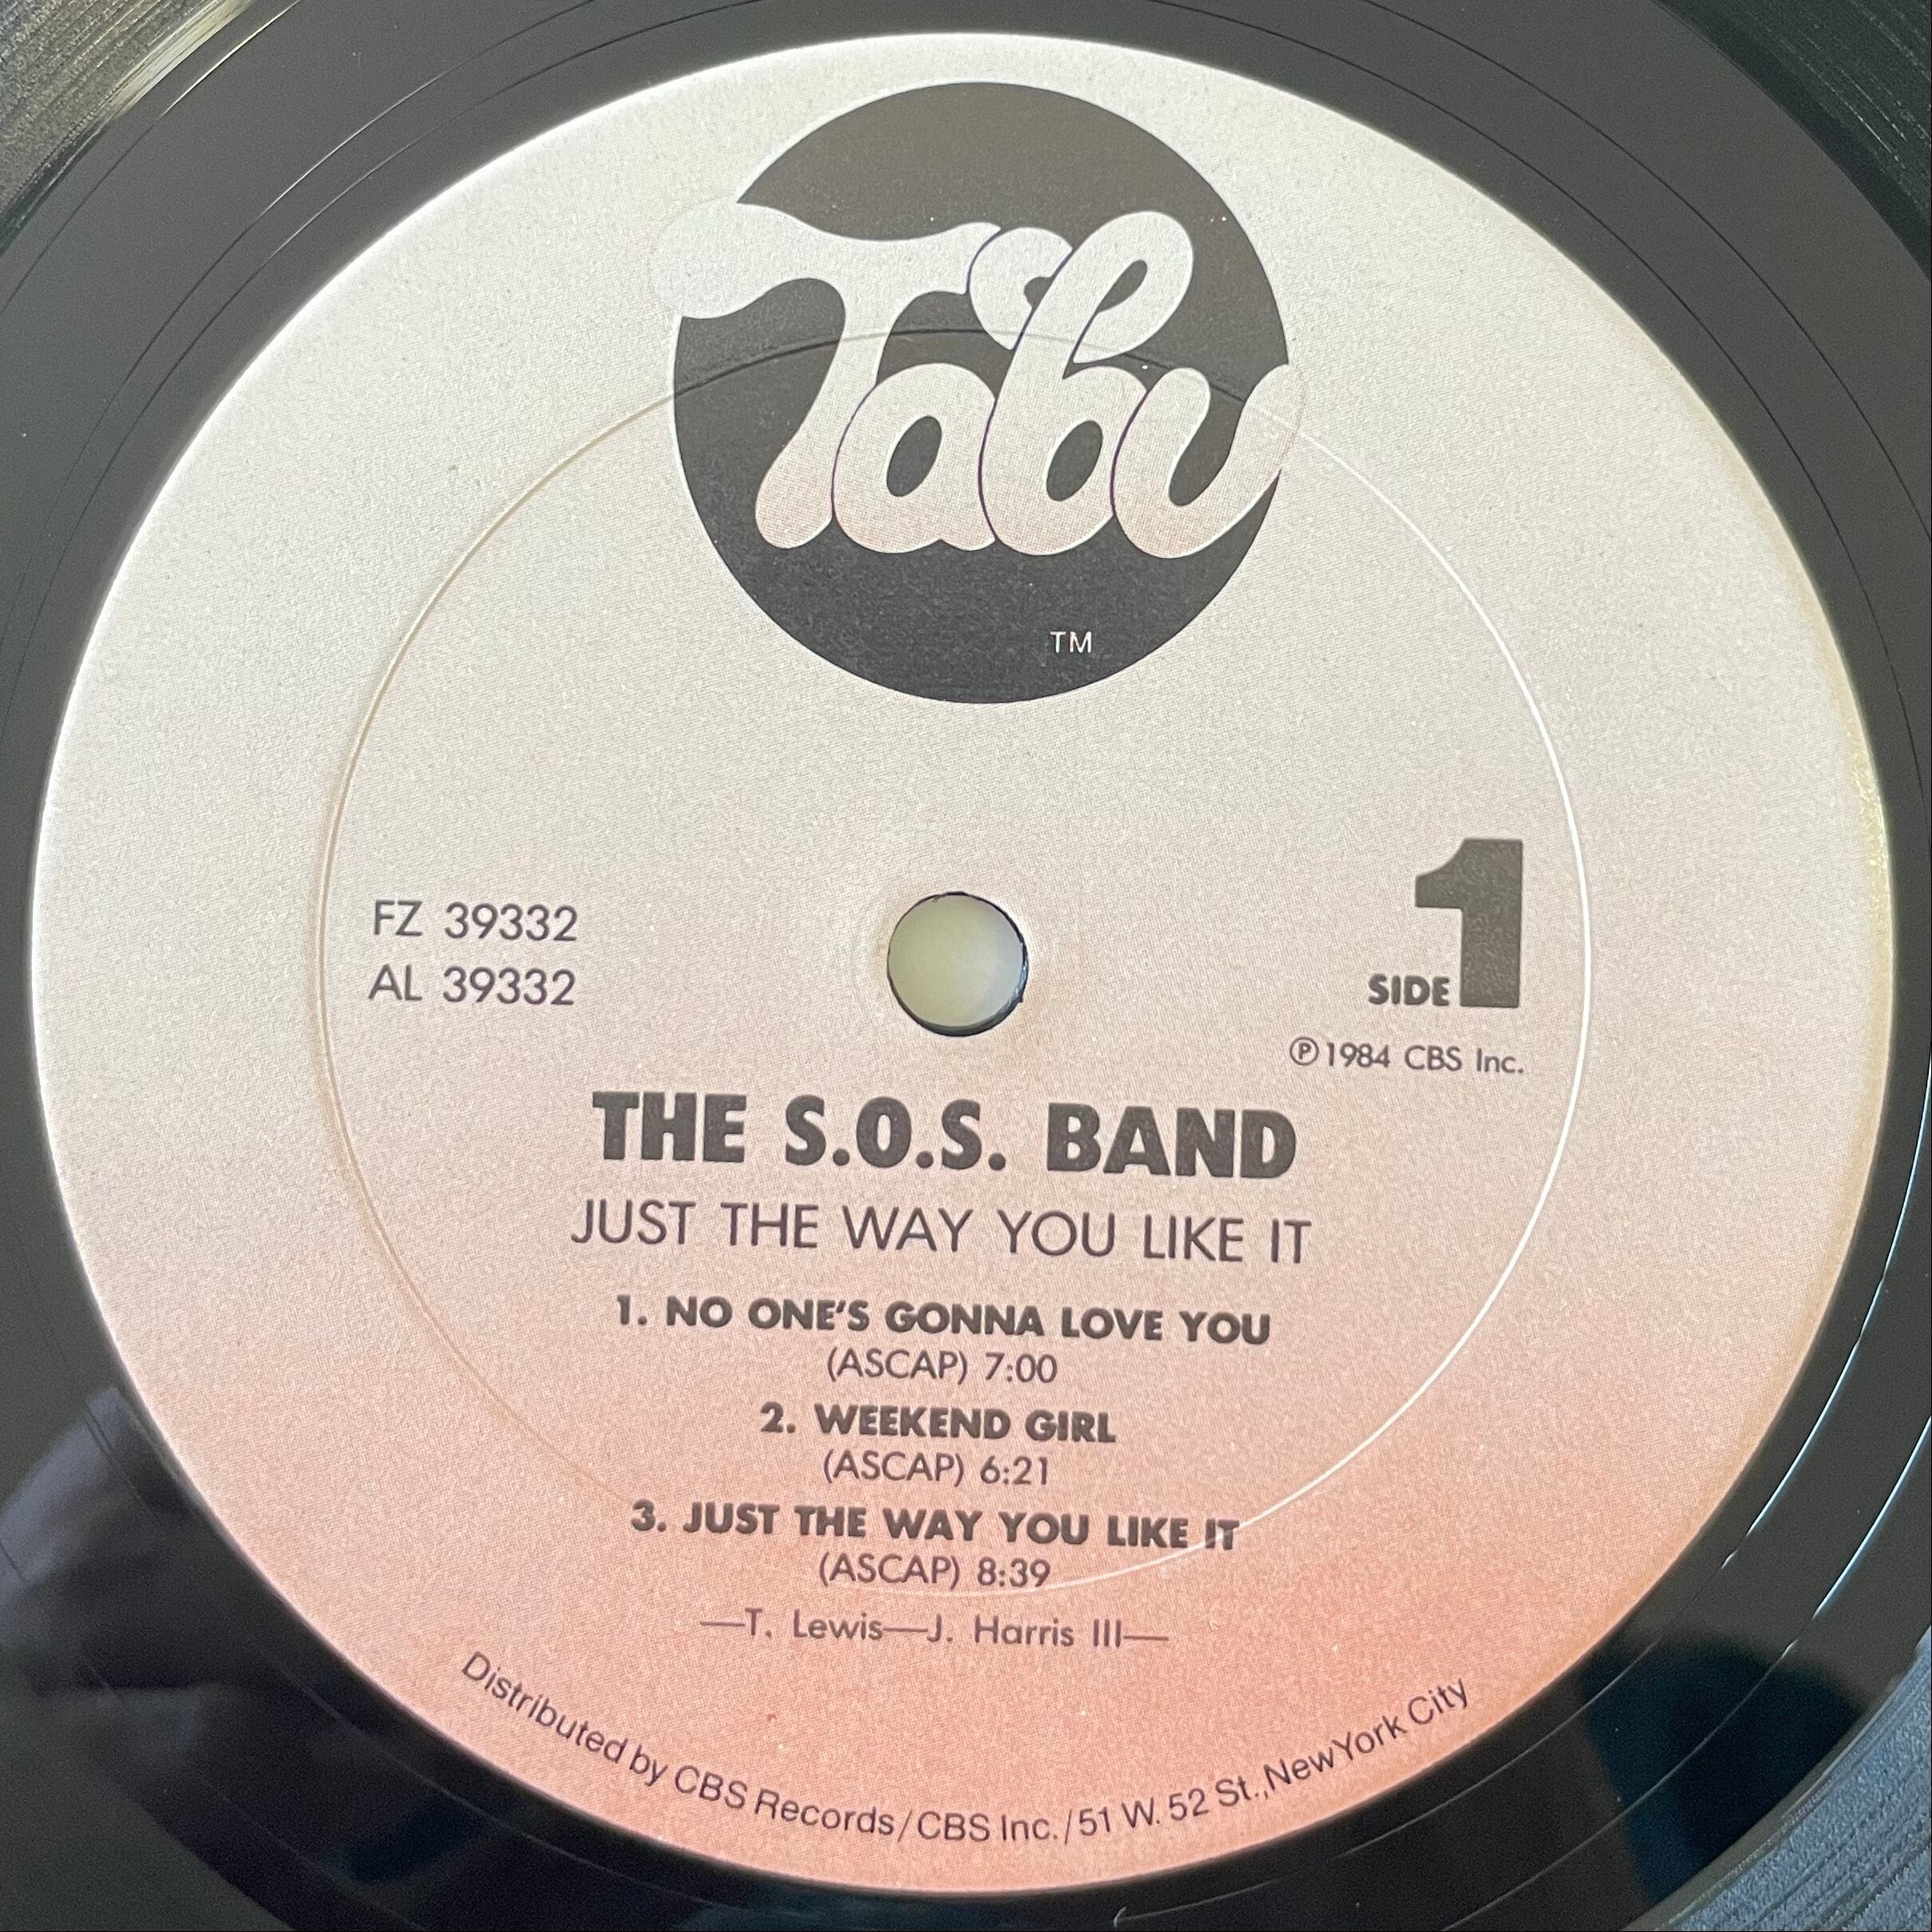 Tabu
TM
FZ 39332
AL 39332
SIDE 1
℗1984 CBS Inc.
THE S.O.S. BAND
JUST THE WAY YOU LIKE IT
1. NO ONE'S GONNA LOVE YOU
(ASCAP) 7:00
2. WEEKEND GIRL
(ASCAP) 6:21
3. JUST THE WAY YOU LIKE IT
(ASCAP) 8:39
—T. Lewis—J. Harris III—
Distributed by CBS Records/CBS Inc./51 W. 52 St., New York City